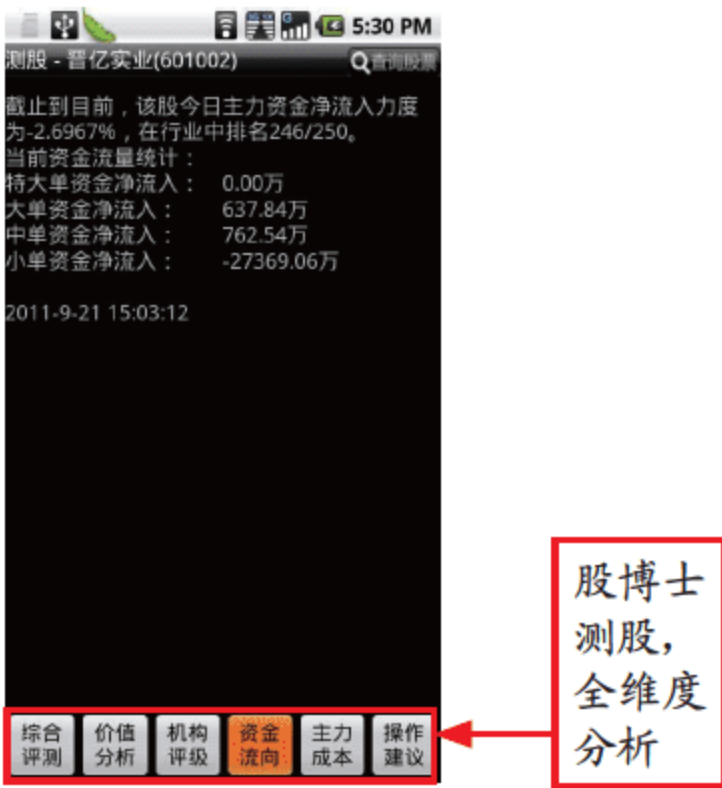 5:30 PM
测股 - 晋亿实业(601002)
查询股票
截止到目前，该股今日主力资金净流入力度
为-2.6967%，在行业中排名246/250。
当前资金流量统计：
特大单资金净流入： 0.00万
大单资金净流入： 637.84万
中单资金净流入： 762.54万
小单资金净流入： -27369.06万
2011-9-21 15:03:12
综合
评测
价值
分析
机构
评级
资金
流向
主力
成本
操作
建议
股博士
测股，
全维度
分析